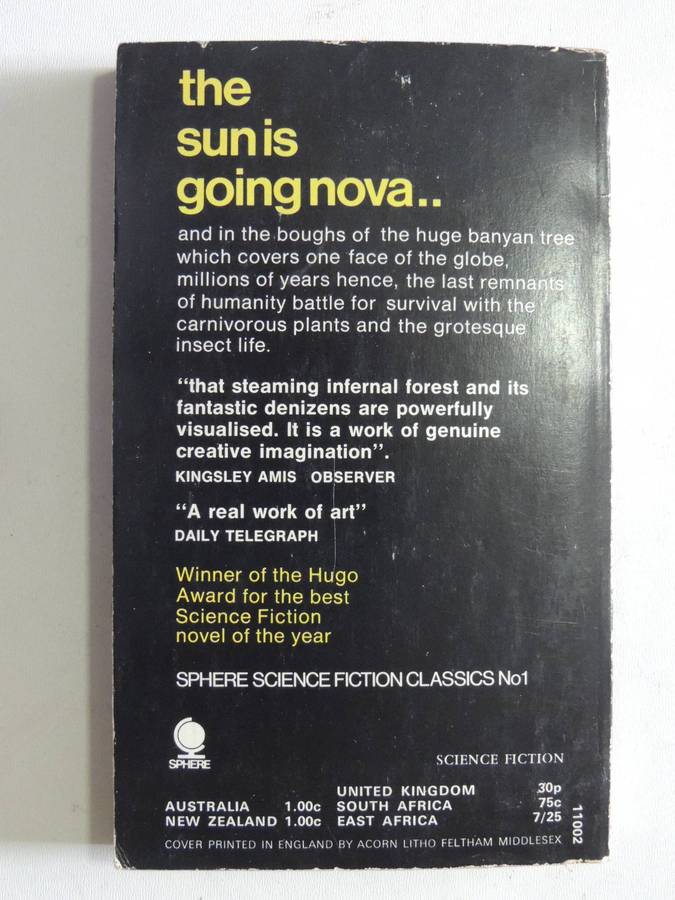 the
sun is
going nova..
and in the boughs of the huge banyan tree
which covers one face of the globe,
millions of years hence, the last remnants
of humanity battle for survival with the
carnivorous plants and the grotesque
insect life.
“that steaming infernal forest and its
fantastic denizens are powerfully
visualised. It is a work of genuine
creative imagination”.
KINGSLEY AMIS OBSERVER
“A real work of art”
DAILY TELEGRAPH
Winner of the Hugo
Award for the best
Science Fiction
novel of the year
SPHERE SCIENCE FICTION CLASSICS No1
SPHERE
SCIENCE FICTION
UNITED KINGDOM 30p
AUSTRALIA 1.00c SOUTH AFRICA 75c
NEW ZEALAND 1.00c EAST AFRICA 7/25
COVER PRINTED IN ENGLAND BY ACORN LITHO FELTHAM MIDDLESEX
11002